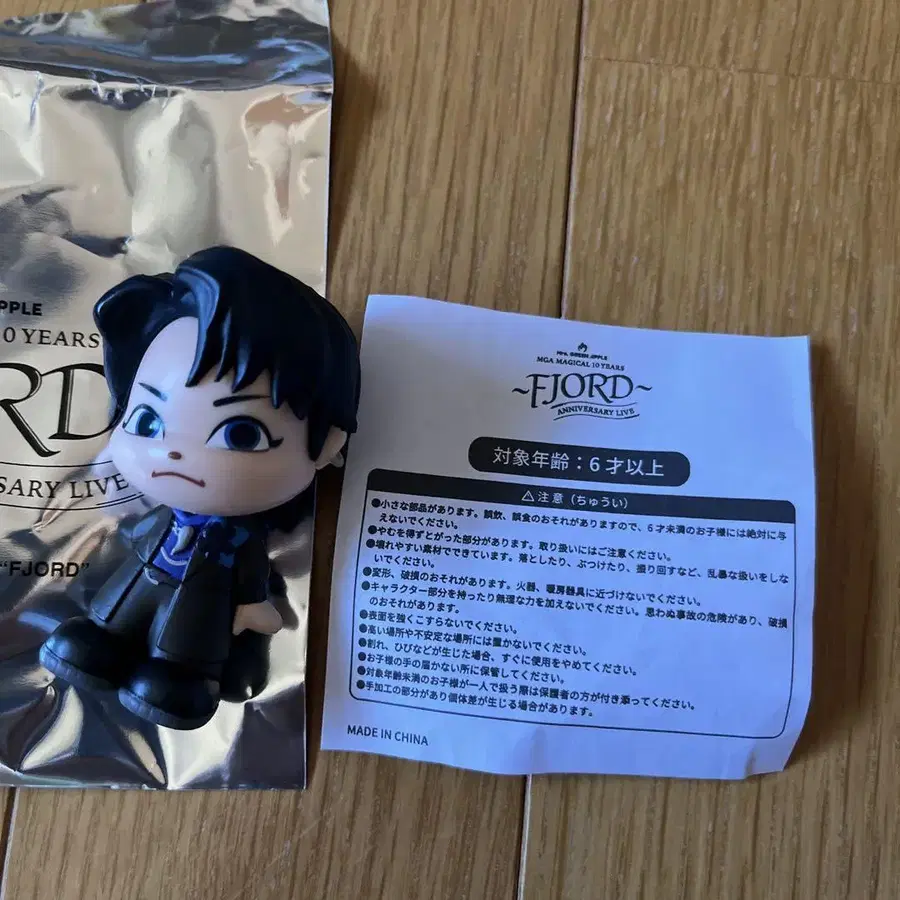 PPLE
0 YEARS
RD
SARY LIVE
"FJORD"
Mrs. GREEN APPLE
MGA MAGICAL 10 YEARS
~FJORD~
ANNIVERSARY LIVE
対象年齢：6才以上
⚠注意（ちゅうい）
●小さな部品があります。誤飲、誤食のおそれがありますので、6才未満のお子様には絶対に与
えないでください。
●やむを得ずとがった部分があります。取り扱いにはご注意ください。
●壊れやすい素材でできています。落としたり、ぶつけたり、振り回すなど、乱暴な扱いをしな
いでください。
●変形、破損のおそれがあります。火器、暖房器具に近づけないでください。
●キャラクター部分を持ったり無理な力を加えないでください。思わぬ事故の危険があり、破損
のおそれがあります。
●表面を強くこすらないでください。
●高い場所や不安定な場所には置かないでください。
●割れ、ひびなどが生じた場合、すぐに使用をやめてください。
●お子様の手の届かない所に保管してください。
●対象年齢未満のお子様が一人で扱う際は保護者の方が付き添ってください。
●手加工の部分があり個体差が生じる場合があります。
MADE IN CHINA